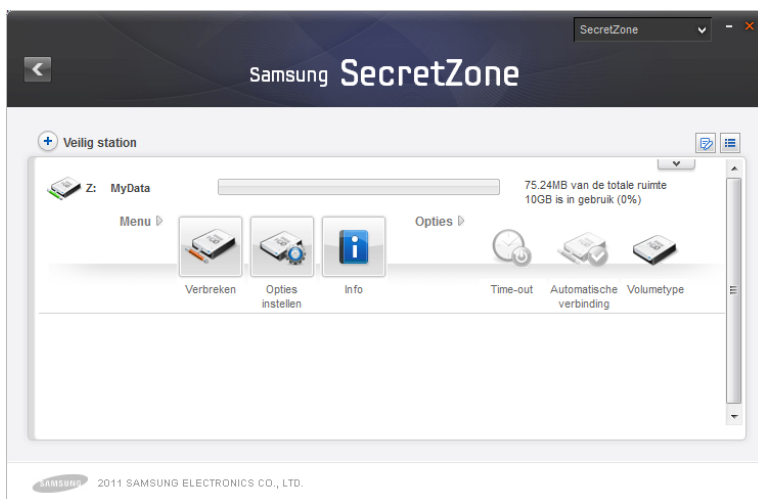 SecretZone
Samsung SecretZone
Veilig station
Z: MyData
75.24MB van de totale ruimte
10GB is in gebruik (0%)
Menu
Opties
Verbreken
Opties
instellen
Info
Time-out
Automatische
verbinding
Volumetype
SAMSUNG
2011 SAMSUNG ELECTRONICS CO., LTD.